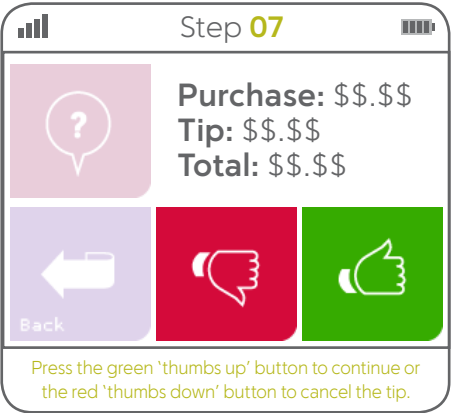 Step 07
?
Purchase: $$.$$
Tip: $$.$$
Total: $$.$$
Back
Press the green ‘thumbs up’ button to continue or
the red ‘thumbs down’ button to cancel the tip.